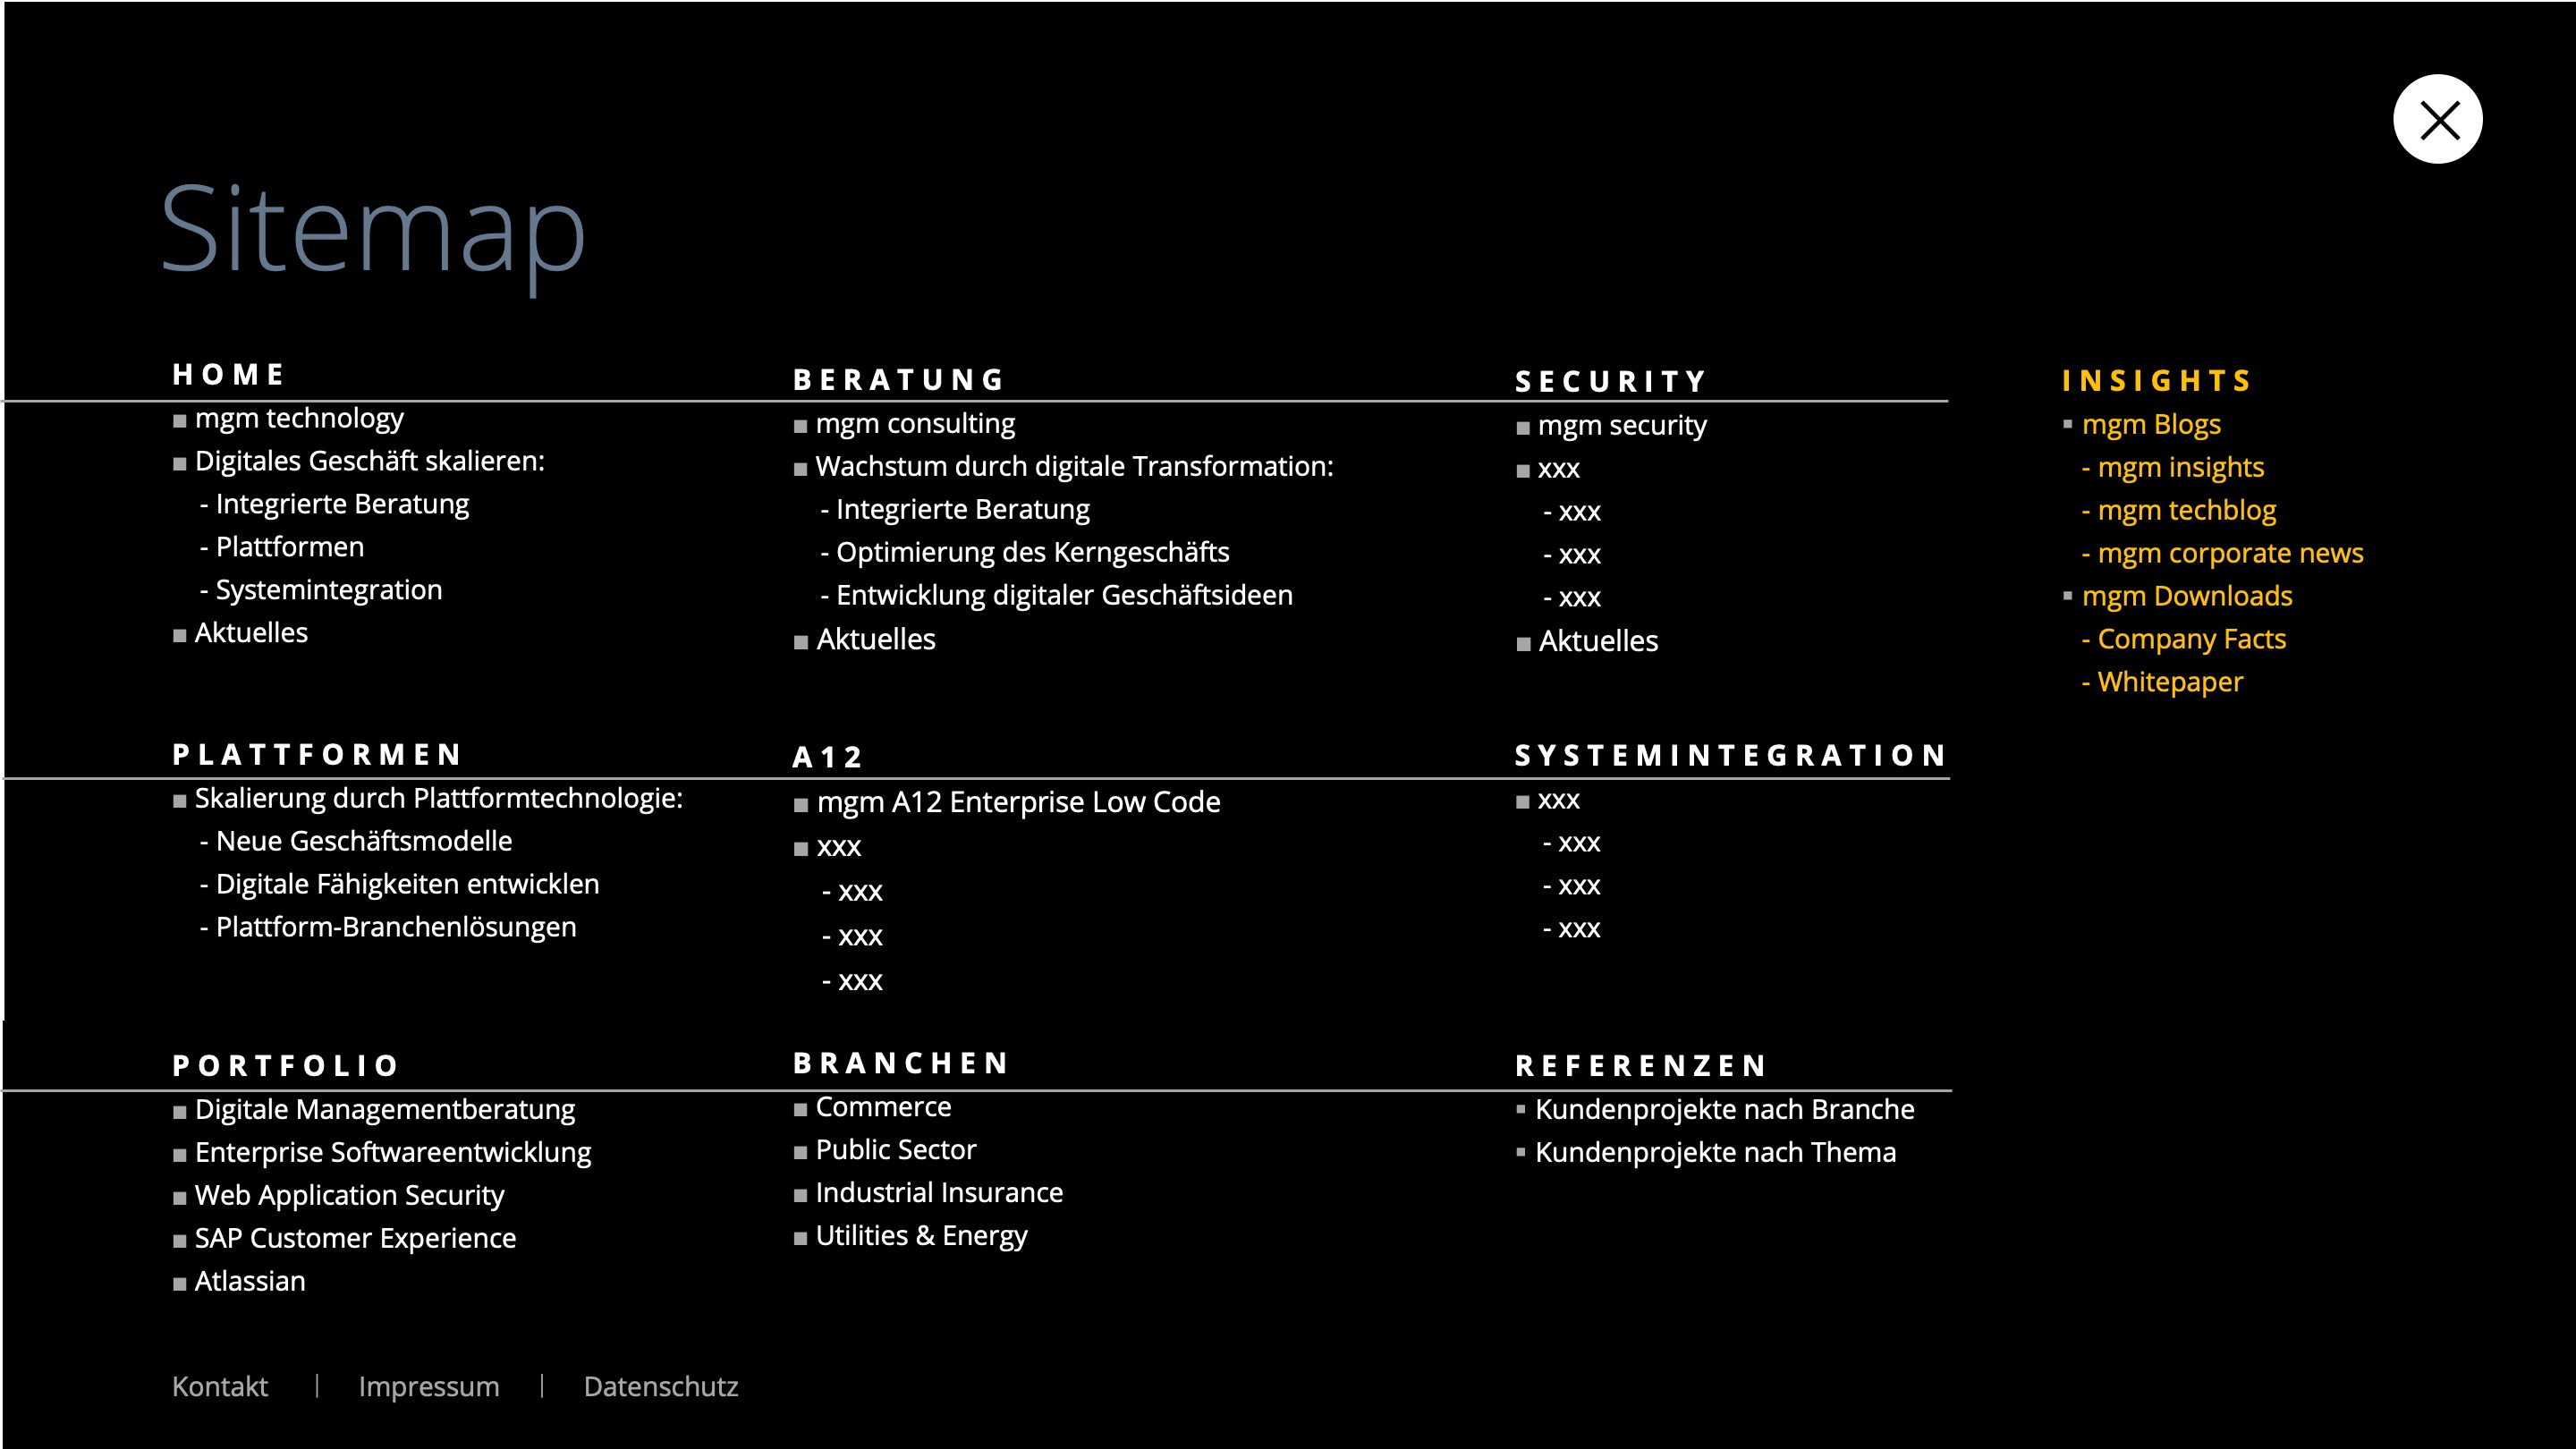 Sitemap
HOME
■ mgm technology
■ Digitales Geschäft skalieren:
- Integrierte Beratung
- Plattformen
- Systemintegration
■ Aktuelles
BERATUNG
■ mgm consulting
■ Wachstum durch digitale Transformation:
- Integrierte Beratung
- Optimierung des Kerngeschäfts
- Entwicklung digitaler Geschäftsideen
■ Aktuelles
SECURITY
■ mgm security
■ xxx
- xxx
- xxx
- xxx
■ Aktuelles
INSIGHTS
▪ mgm Blogs
- mgm insights
- mgm techblog
- mgm corporate news
▪ mgm Downloads
- Company Facts
- Whitepaper
PLATTFORMEN
■ Skalierung durch Plattformtechnologie:
- Neue Geschäftsmodelle
- Digitale Fähigkeiten entwicklen
- Plattform-Branchenlösungen
A12
■ mgm A12 Enterprise Low Code
■ xxx
- xxx
- xxx
- xxx
SYSTEMINTEGRATION
■ xxx
- xxx
- xxx
- xxx
PORTFOLIO
■ Digitale Managementberatung
■ Enterprise Softwareentwicklung
■ Web Application Security
■ SAP Customer Experience
■ Atlassian
BRANCHEN
■ Commerce
■ Public Sector
■ Industrial Insurance
■ Utilities & Energy
REFERENZEN
▪ Kundenprojekte nach Branche
▪ Kundenprojekte nach Thema
Kontakt | Impressum | Datenschutz